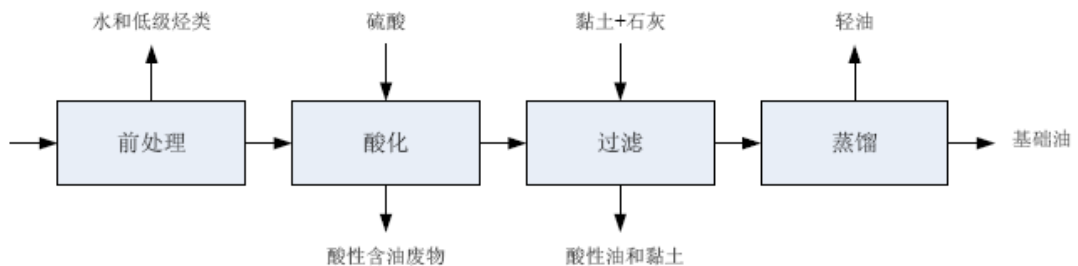 水和低级烃类
硫酸
黏土+石灰
轻油
前处理
酸化
过滤
蒸馏
基础油
酸性含油废物
酸性油和黏土